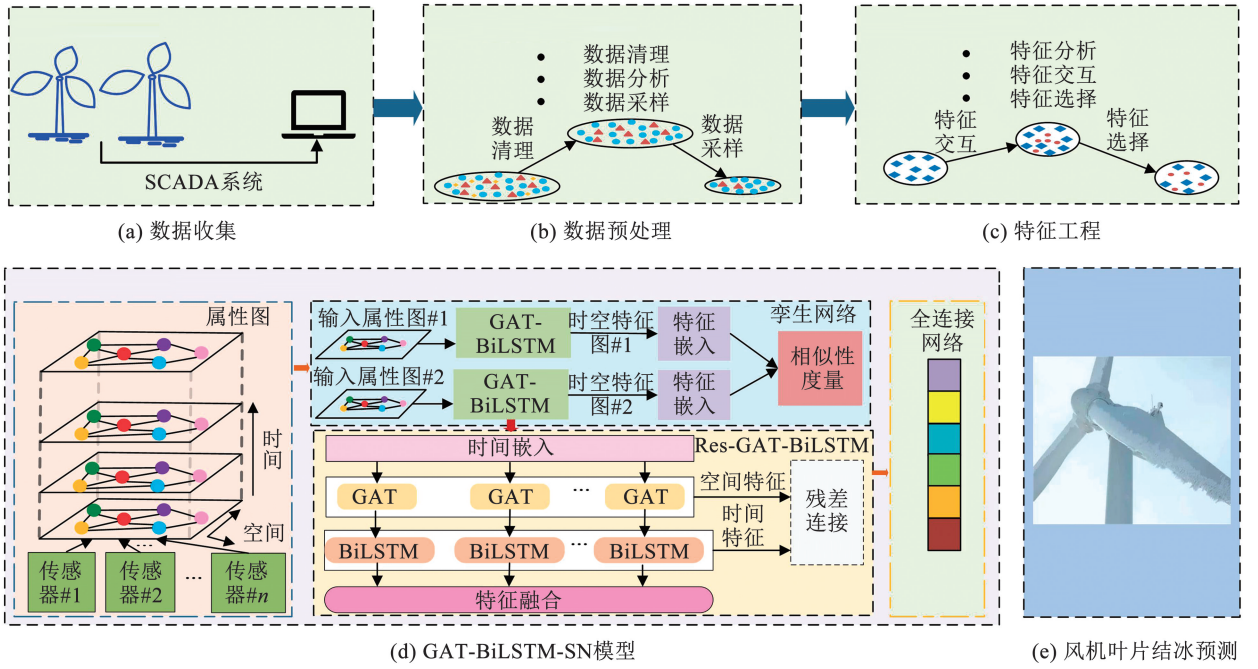 SCADA系统
(a) 数据收集
• 数据清理
• 数据分析
• 数据采样
数据
清理
数据
采样
(b) 数据预处理
• 特征分析
• 特征交互
• 特征选择
特征
交互
特征
选择
(c) 特征工程
属性图
时间
空间
...
传感
器#1
传感
器#2
...
传感
器#n
孪生网络
输入属性图#1
GAT-
BiLSTM
时空特征
图#1
特征
嵌入
输入属性图#2
GAT-
BiLSTM
时空特征
图#2
特征
嵌入
相似性
度量
时间嵌入
Res-GAT-BiLSTM
GAT
GAT
...
GAT
空间特征
BiLSTM
BiLSTM
...
BiLSTM
时间
特征
残差
连接
特征融合
全连接
网络
(d) GAT-BiLSTM-SN模型
(e) 风机叶片结冰预测